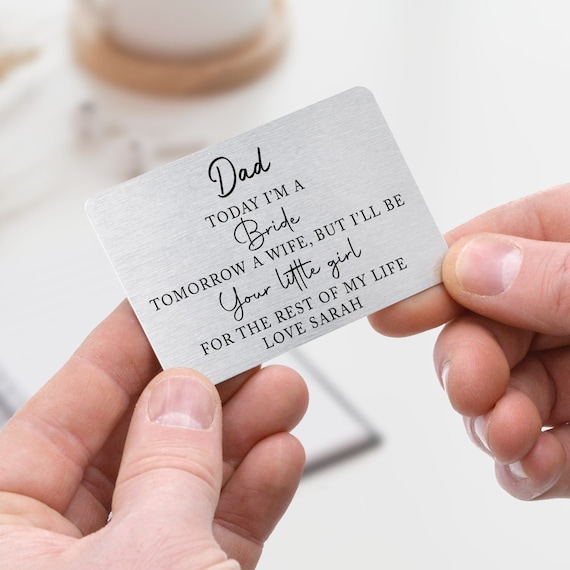 Dad
TODAY I'M A
Bride
TOMORROW A WIFE, BUT I'LL BE
Your little girl
FOR THE REST OF MY LIFE
LOVE SARAH